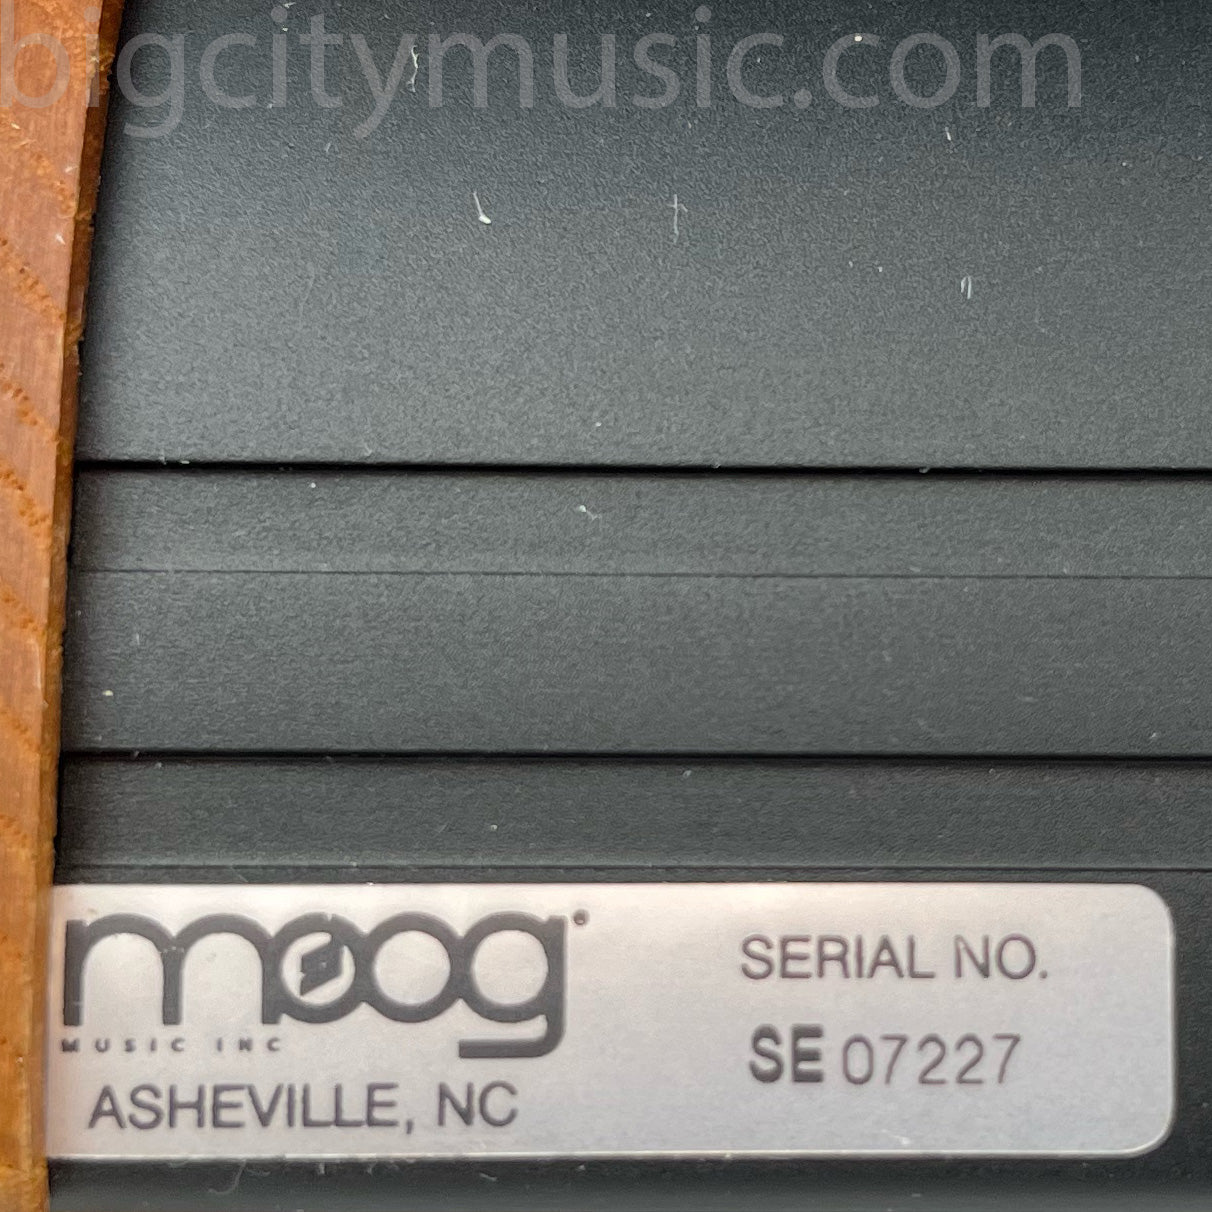 bigcitymusic.com
moog
MUSIC INC
ASHEVILLE, NC
SERIAL NO.
SE 07227